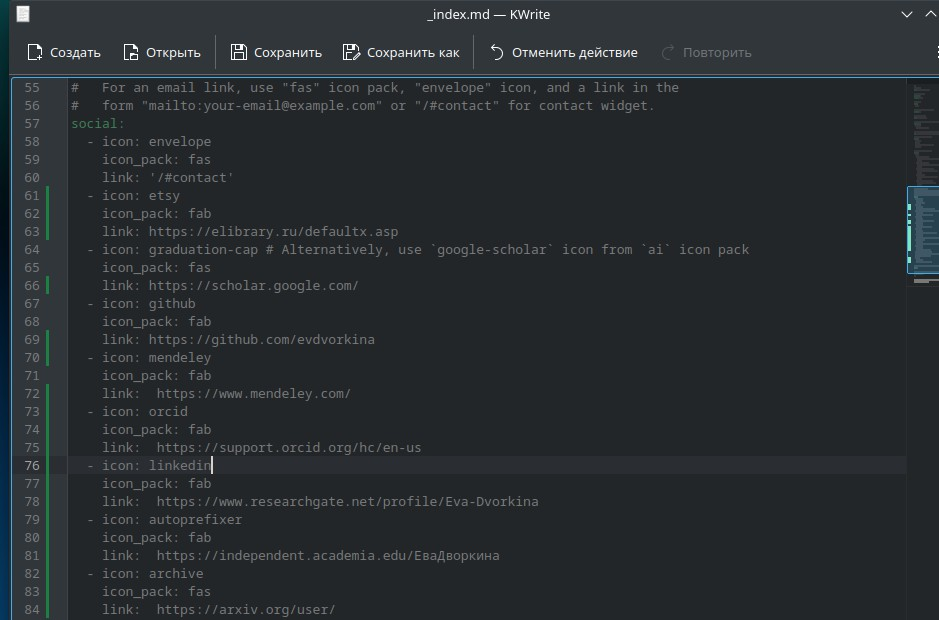 _index.md — KWrite
Создать Открыть Сохранить Сохранить как Отменить действие Повторить
55 #   For an email link, use "fas" icon pack, "envelope" icon, and a link in the
56 #   form "mailto:your-email@example.com" or "/#contact" for contact widget.
57 social:
58   - icon: envelope
59     icon_pack: fas
60     link: '/#contact'
61   - icon: etsy
62     icon_pack: fab
63     link: https://elibrary.ru/defaultx.asp
64   - icon: graduation-cap # Alternatively, use `google-scholar` icon from `ai` icon pack
65     icon_pack: fas
66     link: https://scholar.google.com/
67   - icon: github
68     icon_pack: fab
69     link: https://github.com/evdvorkina
70   - icon: mendeley
71     icon_pack: fab
72     link:  https://www.mendeley.com/
73   - icon: orcid
74     icon_pack: fab
75     link:  https://support.orcid.org/hc/en-us
76   - icon: linkedin
77     icon_pack: fab
78     link:  https://www.researchgate.net/profile/Eva-Dvorkina
79   - icon: autoprefixer
80     icon_pack: fab
81     link:  https://independent.academia.edu/ЕваДворкина
82   - icon: archive
83     icon_pack: fas
84     link:  https://arxiv.org/user/